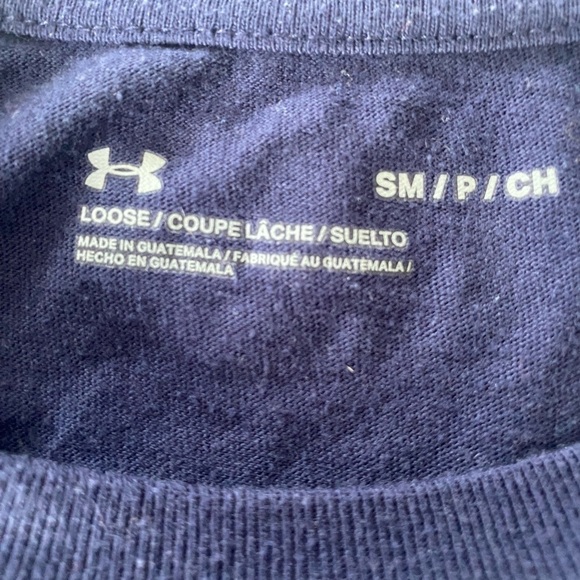 SM / P / CH
LOOSE / COUPE LÂCHE / SUELTO
MADE IN GUATEMALA / FABRIQUÉ AU GUATEMALA /
HECHO EN GUATEMALA